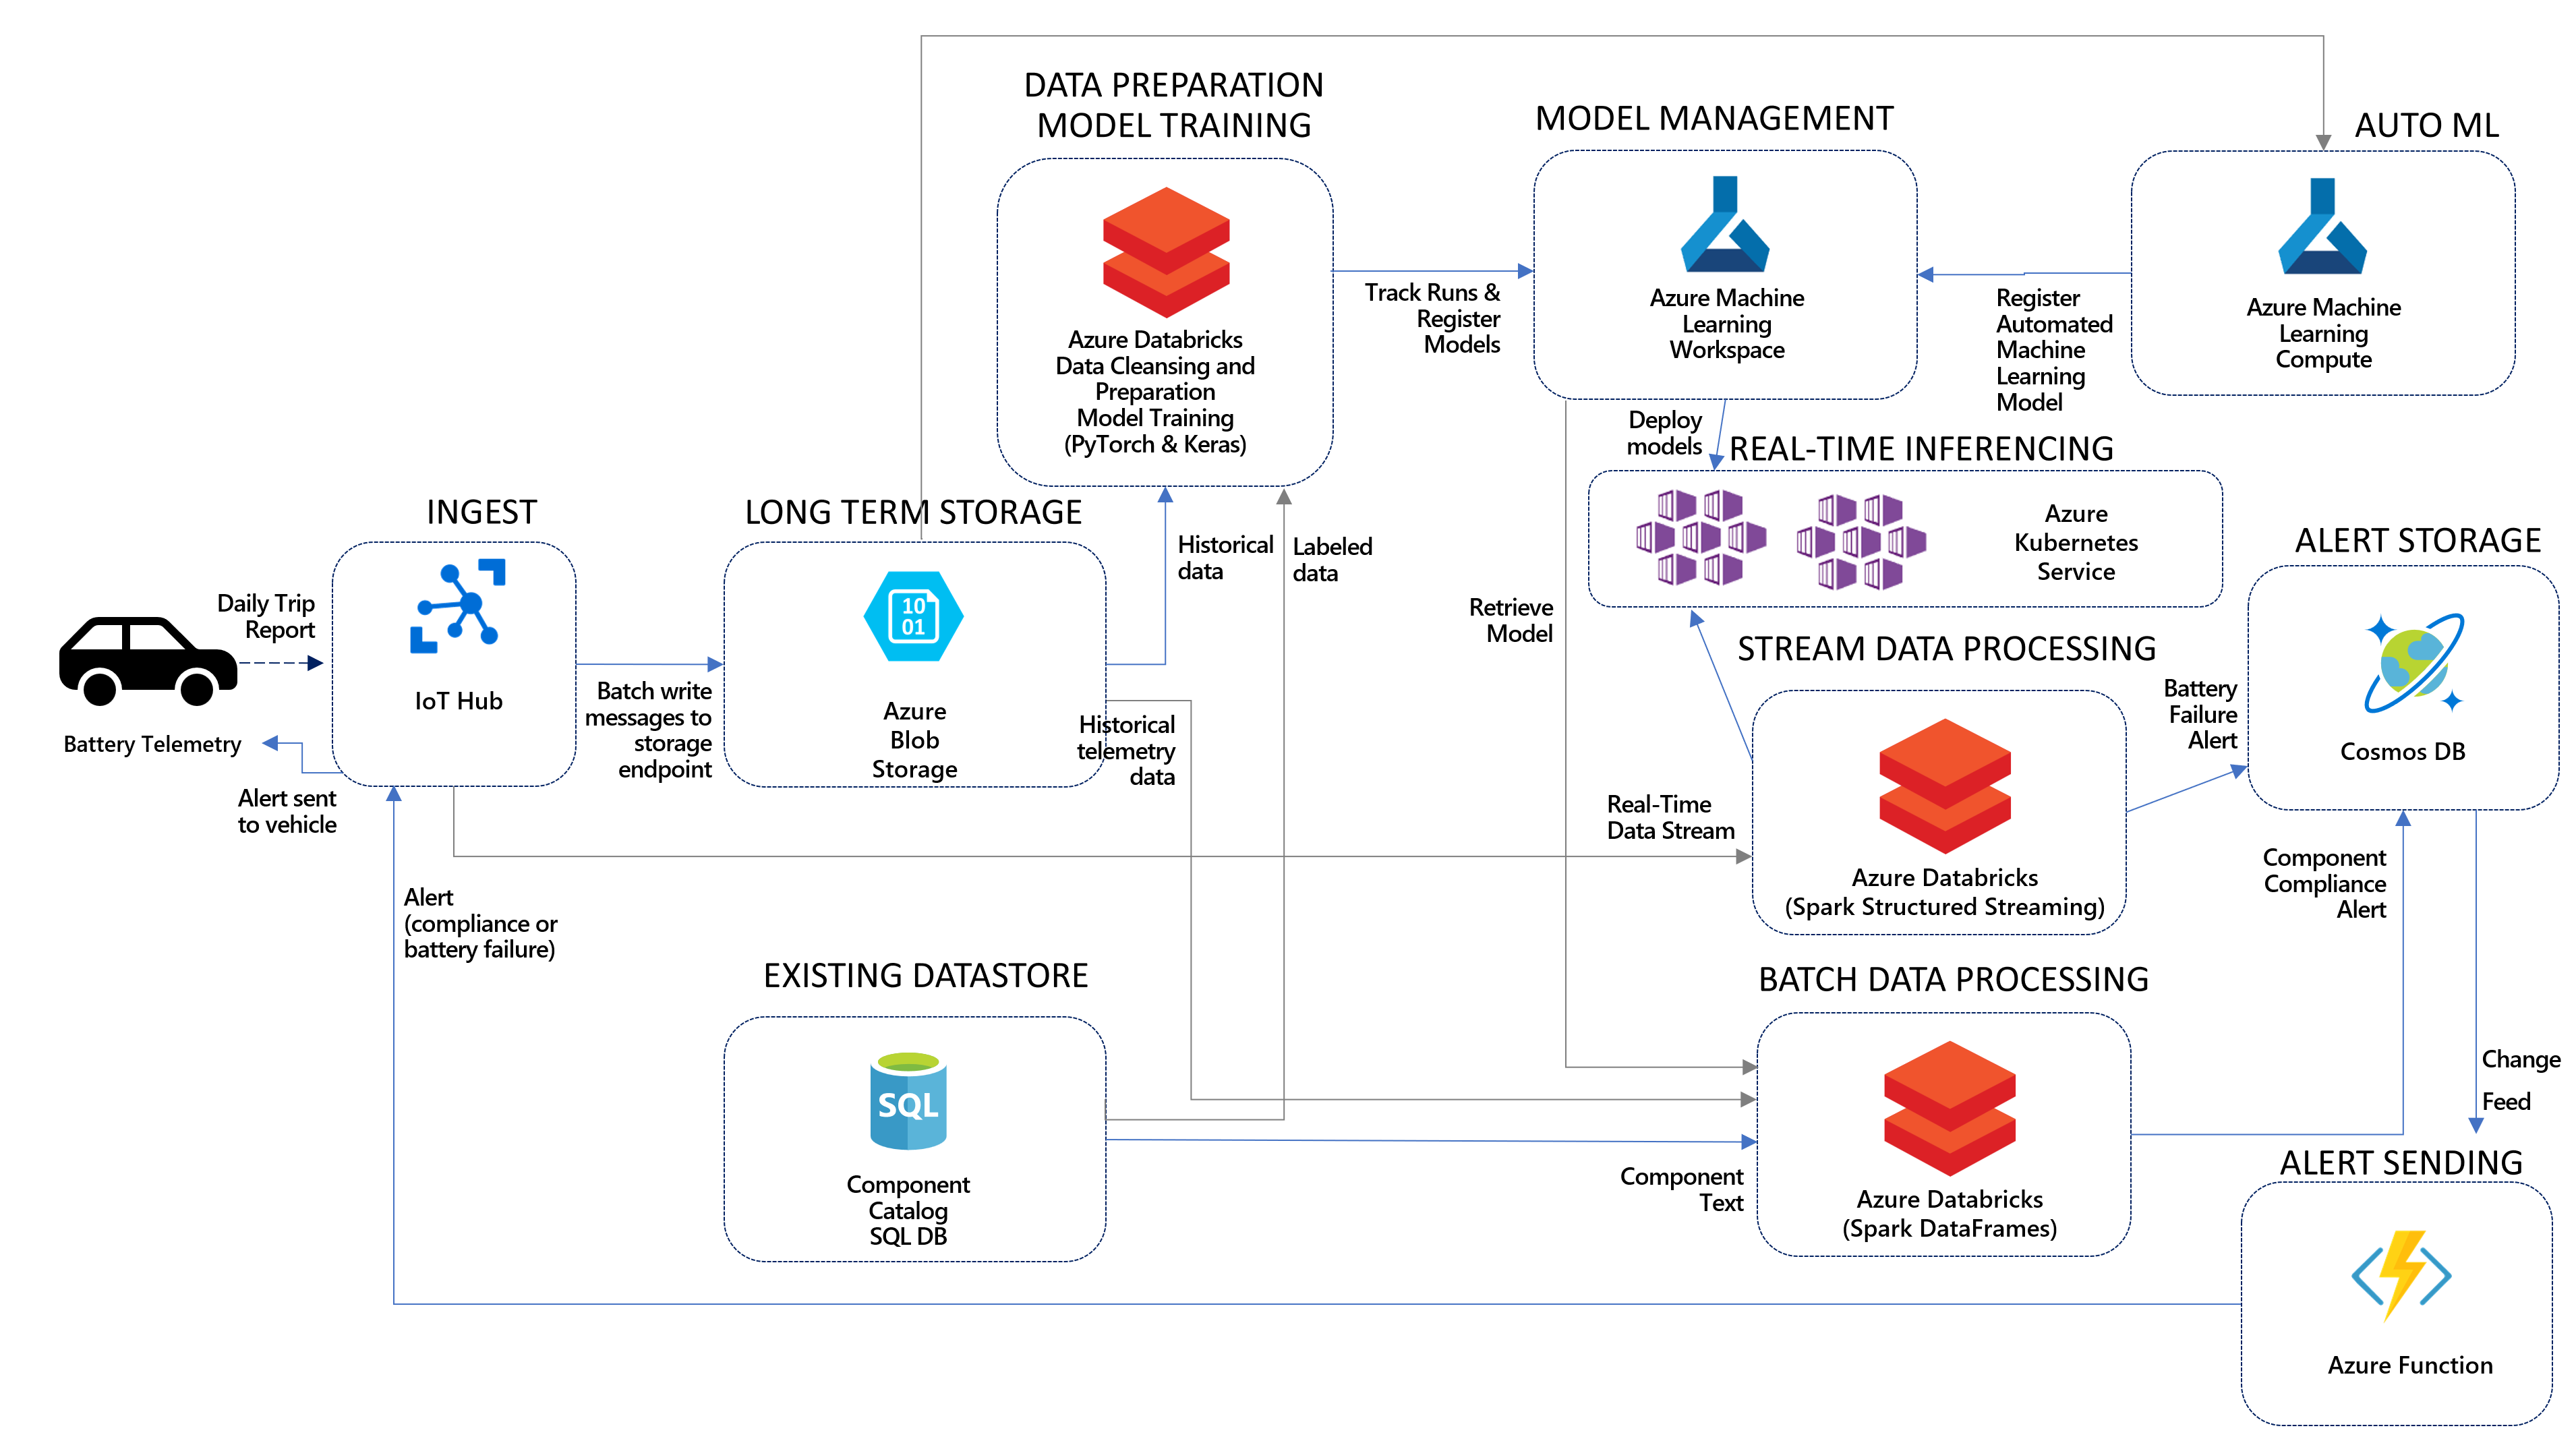 DATA PREPARATION
MODEL TRAINING
Azure Databricks
Data Cleansing and
Preparation
Model Training
(PyTorch & Keras)
Track Runs &
Register
Models
MODEL MANAGEMENT
Azure Machine
Learning
Workspace
Register
Automated
Machine
Learning
Model
AUTO ML
Azure Machine
Learning
Compute
Deploy
models
REAL-TIME INFERENCING
Azure
Kubernetes
Service
INGEST
IoT Hub
Daily Trip
Report
Battery Telemetry
Alert sent
to vehicle
Batch write
messages to
storage
endpoint
LONG TERM STORAGE
10
01
Azure
Blob
Storage
Historical
data
Labeled
data
Historical
telemetry
data
Retrieve
Model
STREAM DATA PROCESSING
Real-Time
Data Stream
Azure Databricks
(Spark Structured Streaming)
Battery
Failure
Alert
ALERT STORAGE
Cosmos DB
Component
Compliance
Alert
Change
Feed
Alert
(compliance or
battery failure)
EXISTING DATASTORE
SQL
Component
Catalog
SQL DB
Component
Text
BATCH DATA PROCESSING
Azure Databricks
(Spark DataFrames)
ALERT SENDING
Azure Function